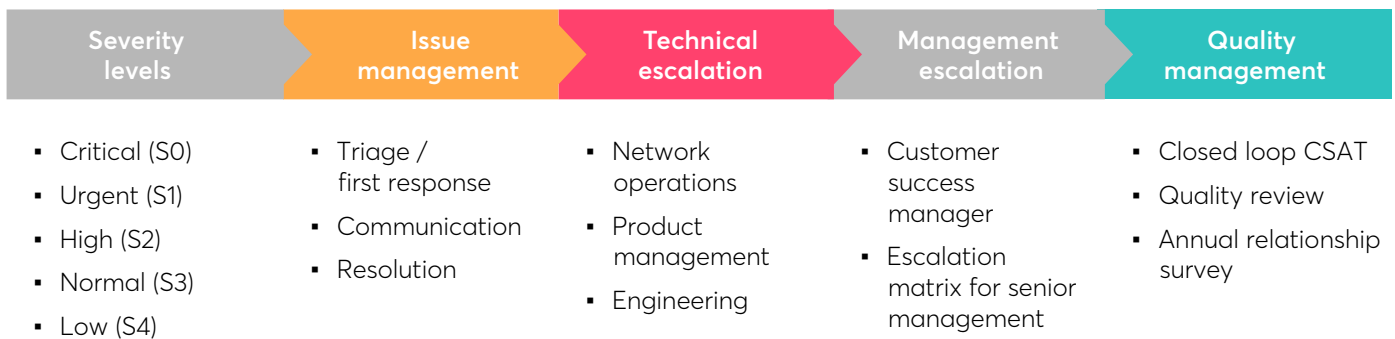 Severity
levels
Issue
management
Technical
escalation
Management
escalation
Quality
management
▪ Critical (S0)
▪ Urgent (S1)
▪ High (S2)
▪ Normal (S3)
▪ Low (S4)
▪ Triage /
first response
▪ Communication
▪ Resolution
▪ Network
operations
▪ Product
management
▪ Engineering
▪ Customer
success
manager
▪ Escalation
matrix for senior
management
▪ Closed loop CSAT
▪ Quality review
▪ Annual relationship
survey